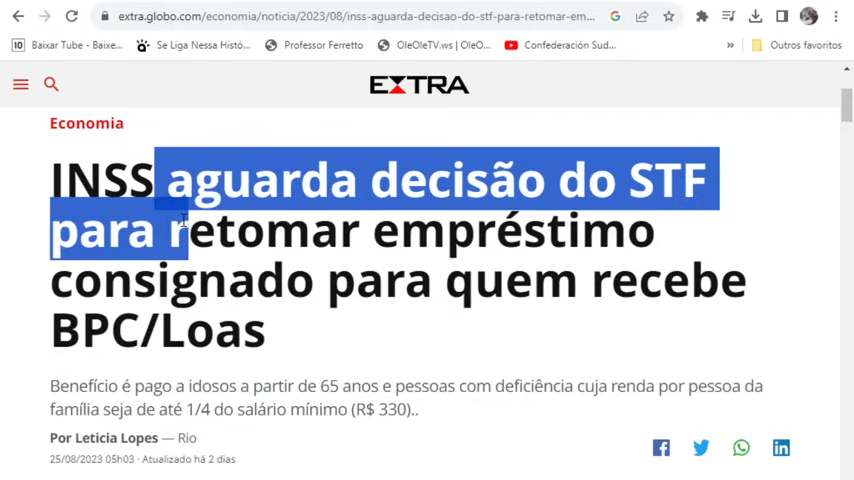 extra.globo.com/economia/noticia/2023/08/inss-aguarda-decisao-do-stf-para-retomar-em...
10 Baixar Tube - Baixe... Se Liga Nessa Histó... Professor Ferretto OleOleTV.ws | OleO... Confederación Sud... » Outros favoritos
EXTRA
Economia
INSS aguarda decisão do STF
para retomar empréstimo
consignado para quem recebe
BPC/Loas
Benefício é pago a idosos a partir de 65 anos e pessoas com deficiência cuja renda por pessoa da
família seja de até 1/4 do salário mínimo (R$ 330)..
Por Leticia Lopes — Rio
25/08/2023 05h03 · Atualizado há 2 dias